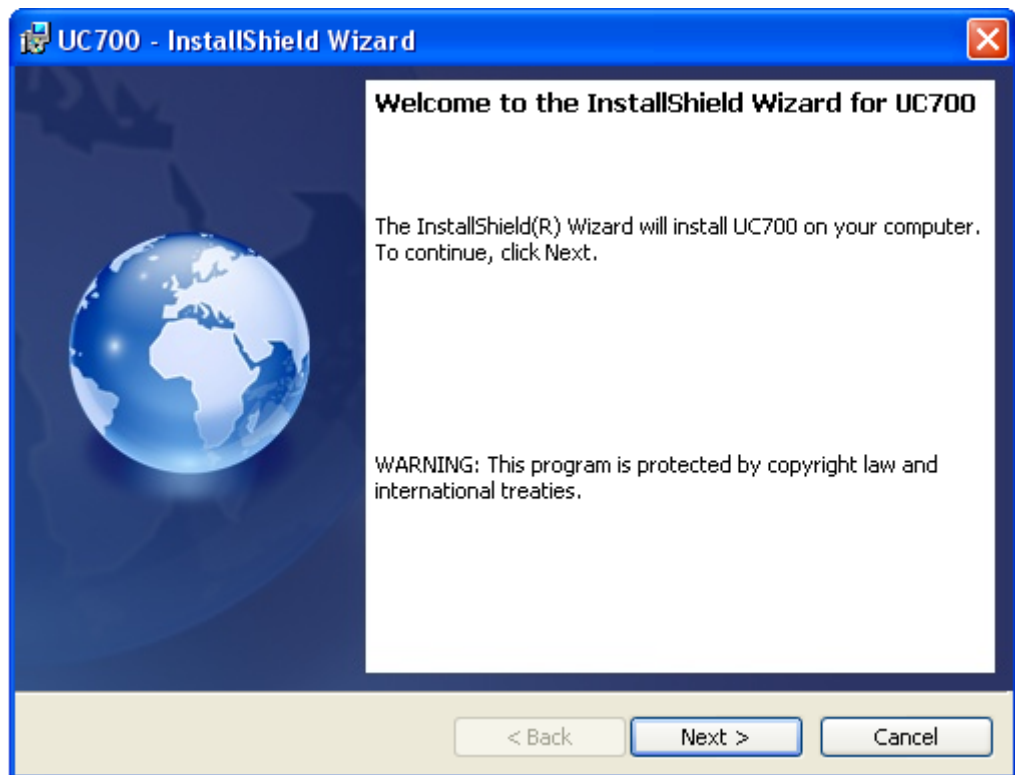 UC700 - InstallShield Wizard
Welcome to the InstallShield Wizard for UC700
The InstallShield(R) Wizard will install UC700 on your computer.
To continue, click Next.
WARNING: This program is protected by copyright law and
international treaties.
< Back
Next >
Cancel